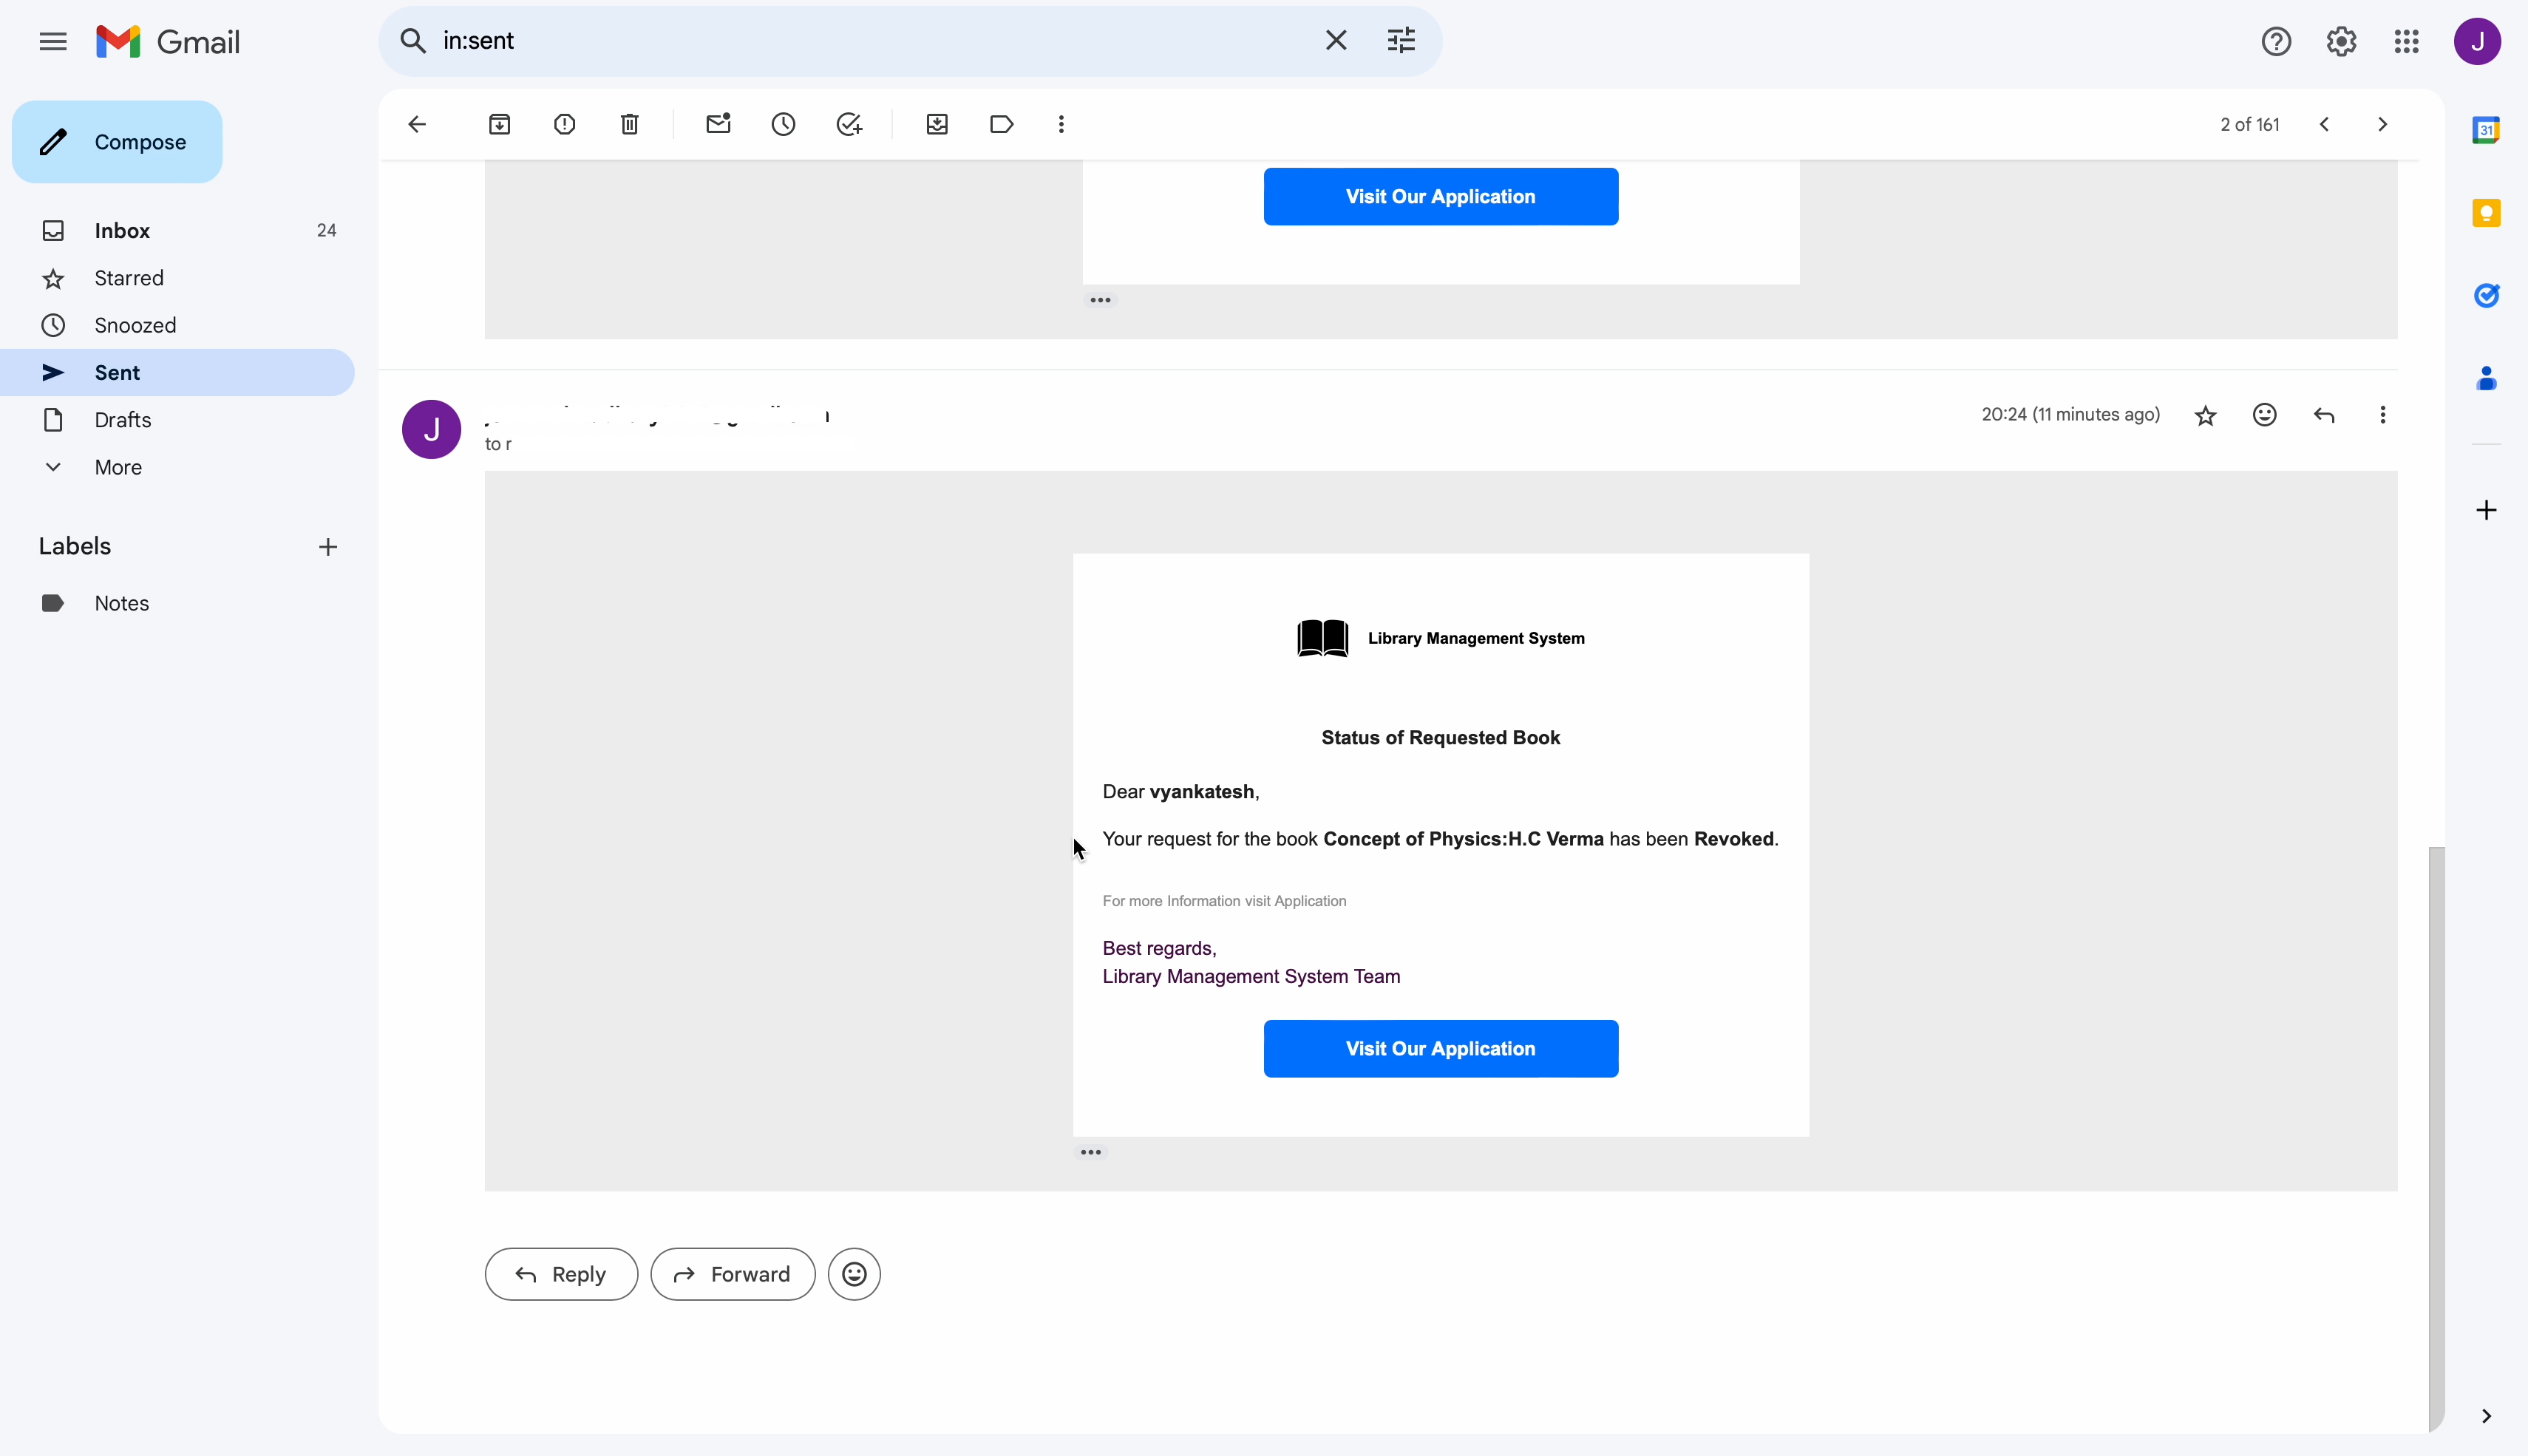 Gmail
in:sent
J
Compose
2 of 161
31
Inbox 24
Starred
Snoozed
Sent
Drafts
More
Labels
Notes
Visit Our Application
J
20:24 (11 minutes ago)
to r
Library Management System
Status of Requested Book
Dear vyankatesh,
Your request for the book Concept of Physics:H.C Verma has been Revoked.
For more Information visit Application
Best regards,
Library Management System Team
Visit Our Application
Reply
Forward